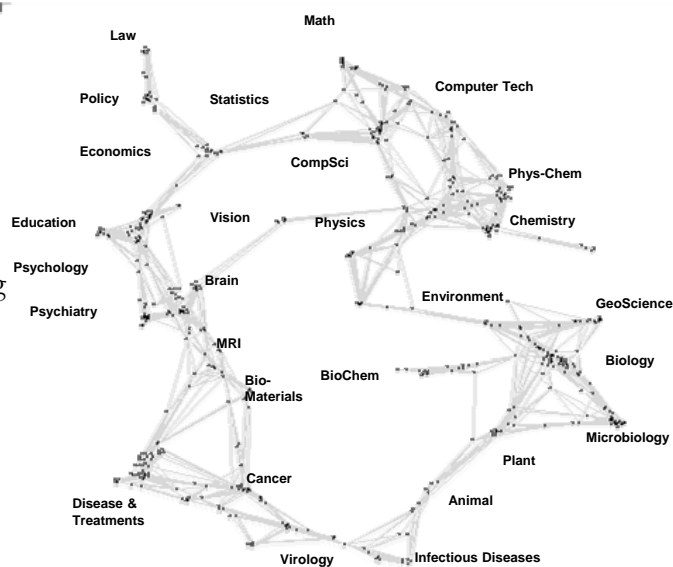 Math
Law
Computer Tech
Policy
Statistics
Economics
CompSci
Phys-Chem
Education
Vision
Physics
Chemistry
Psychology
g
Brain
Environment
GeoScience
Psychiatry
MRI
Biology
BioChem
Bio-
Materials
Microbiology
Plant
Cancer
Animal
Disease &
Treatments
Virology
Infectious Diseases